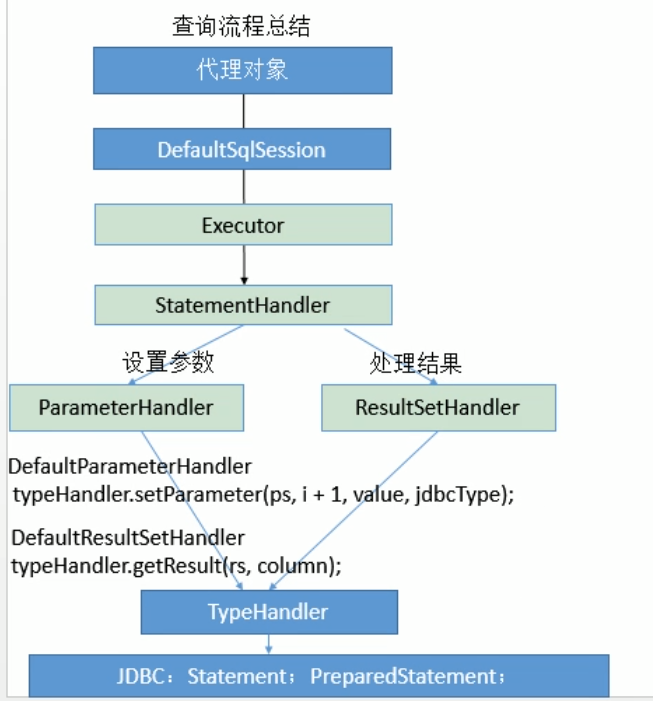 查询流程总结
代理对象
DefaultSqlSession
Executor
StatementHandler
设置参数
处理结果
ParameterHandler
ResultSetHandler
DefaultParameterHandler
typeHandler.setParameter(ps, i + 1, value, jdbcType);
DefaultResultSetHandler
typeHandler.getResult(rs, column);
TypeHandler
JDBC：Statement；PreparedStatement；